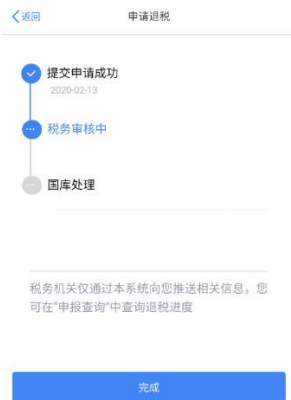 返回
申请退税
提交申请成功
2020-02-13
税务审核中
国库处理
税务机关仅通过本系统向您推送相关信息，您
可在“申报查询”中查询退税进度
完成